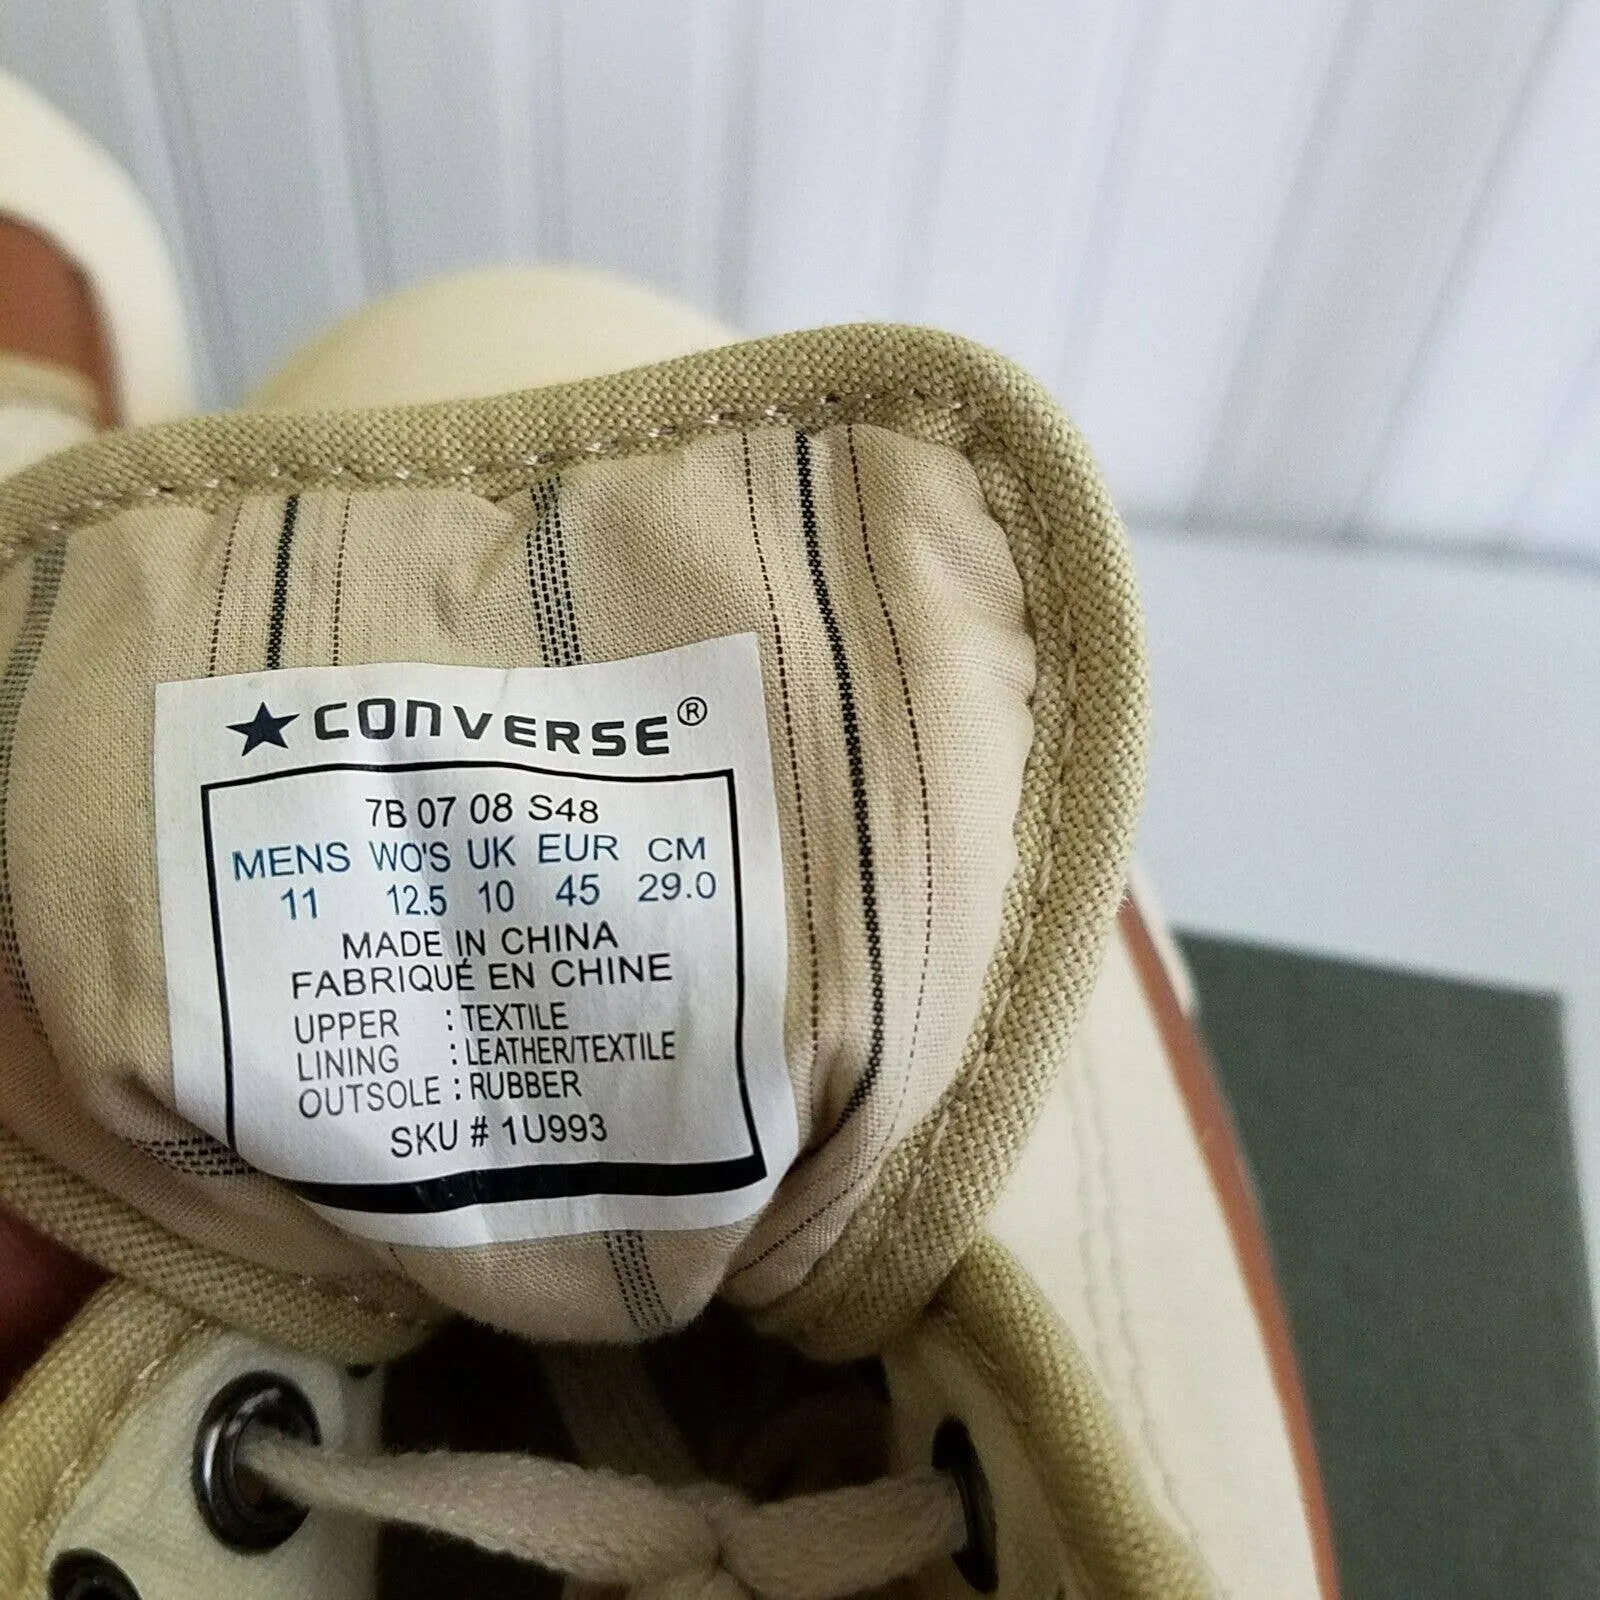 ★ CONVERSE®
7B 07 08 S48
MENS WO'S UK EUR CM
11 12.5 10 45 29.0
MADE IN CHINA
FABRIQUÉ EN CHINE
UPPER : TEXTILE
LINING : LEATHER/TEXTILE
OUTSOLE : RUBBER
SKU # 1U993